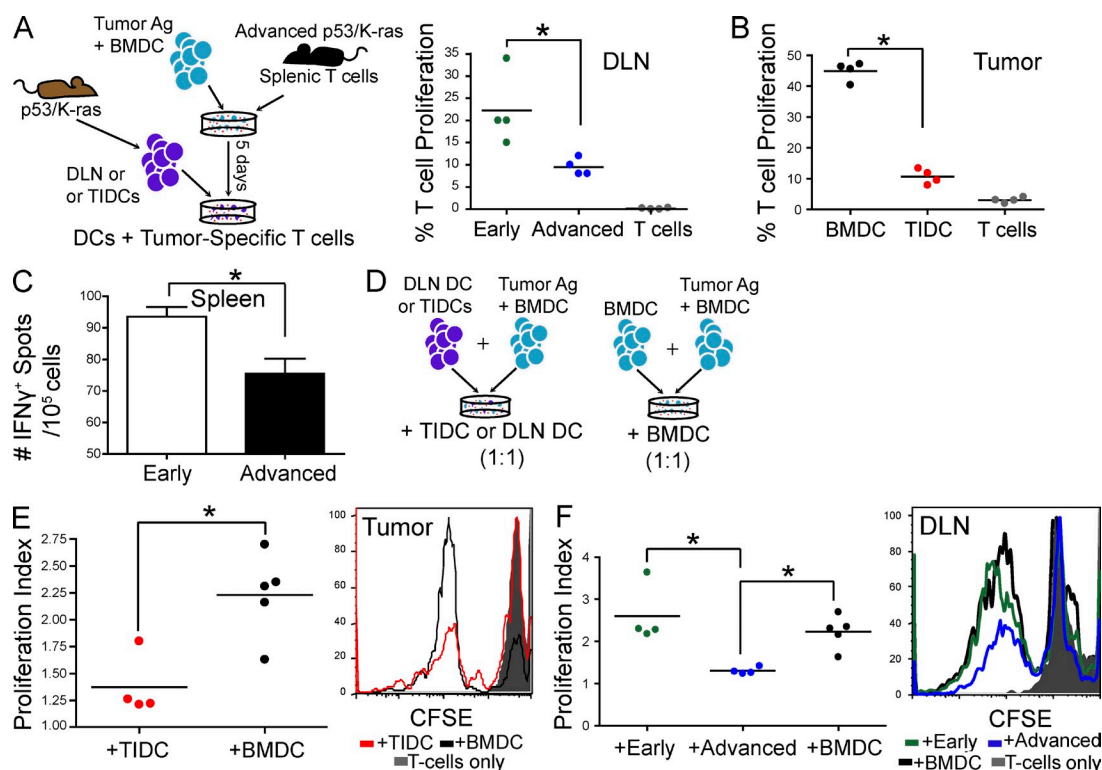 A
Tumor Ag
+ BMDC
Advanced p53/K-ras
Splenic T cells
p53/K-ras
5 days
DLN or
or TIDCs
DCs + Tumor-Specific T cells
% T cell Proliferation
35
30
25
20
15
10
5
0
*
DLN
Early
Advanced
T cells
B
% T cell Proliferation
50
40
30
20
10
0
*
Tumor
BMDC
TIDC
T cells
C
# IFNγ⁺ Spots
/10⁵ cells
100
90
80
70
60
50
*
Spleen
Early
Advanced
D
DLN DC
or TIDCs
+
Tumor Ag
+ BMDC
+ TIDC or DLN DC
(1:1)
BMDC
+
Tumor Ag
+ BMDC
+ BMDC
(1:1)
E
Proliferation Index
2.75
2.50
2.25
2.00
1.75
1.50
1.25
1.00
*
+TIDC
+BMDC
Tumor
100
80
60
40
20
0
CFSE
+TIDC
+BMDC
T-cells only
F
Proliferation Index
4
3
2
1
0
*
*
+Early
+Advanced
+BMDC
DLN
100
80
60
40
20
0
CFSE
+Early
+Advanced
+BMDC
T-cells only